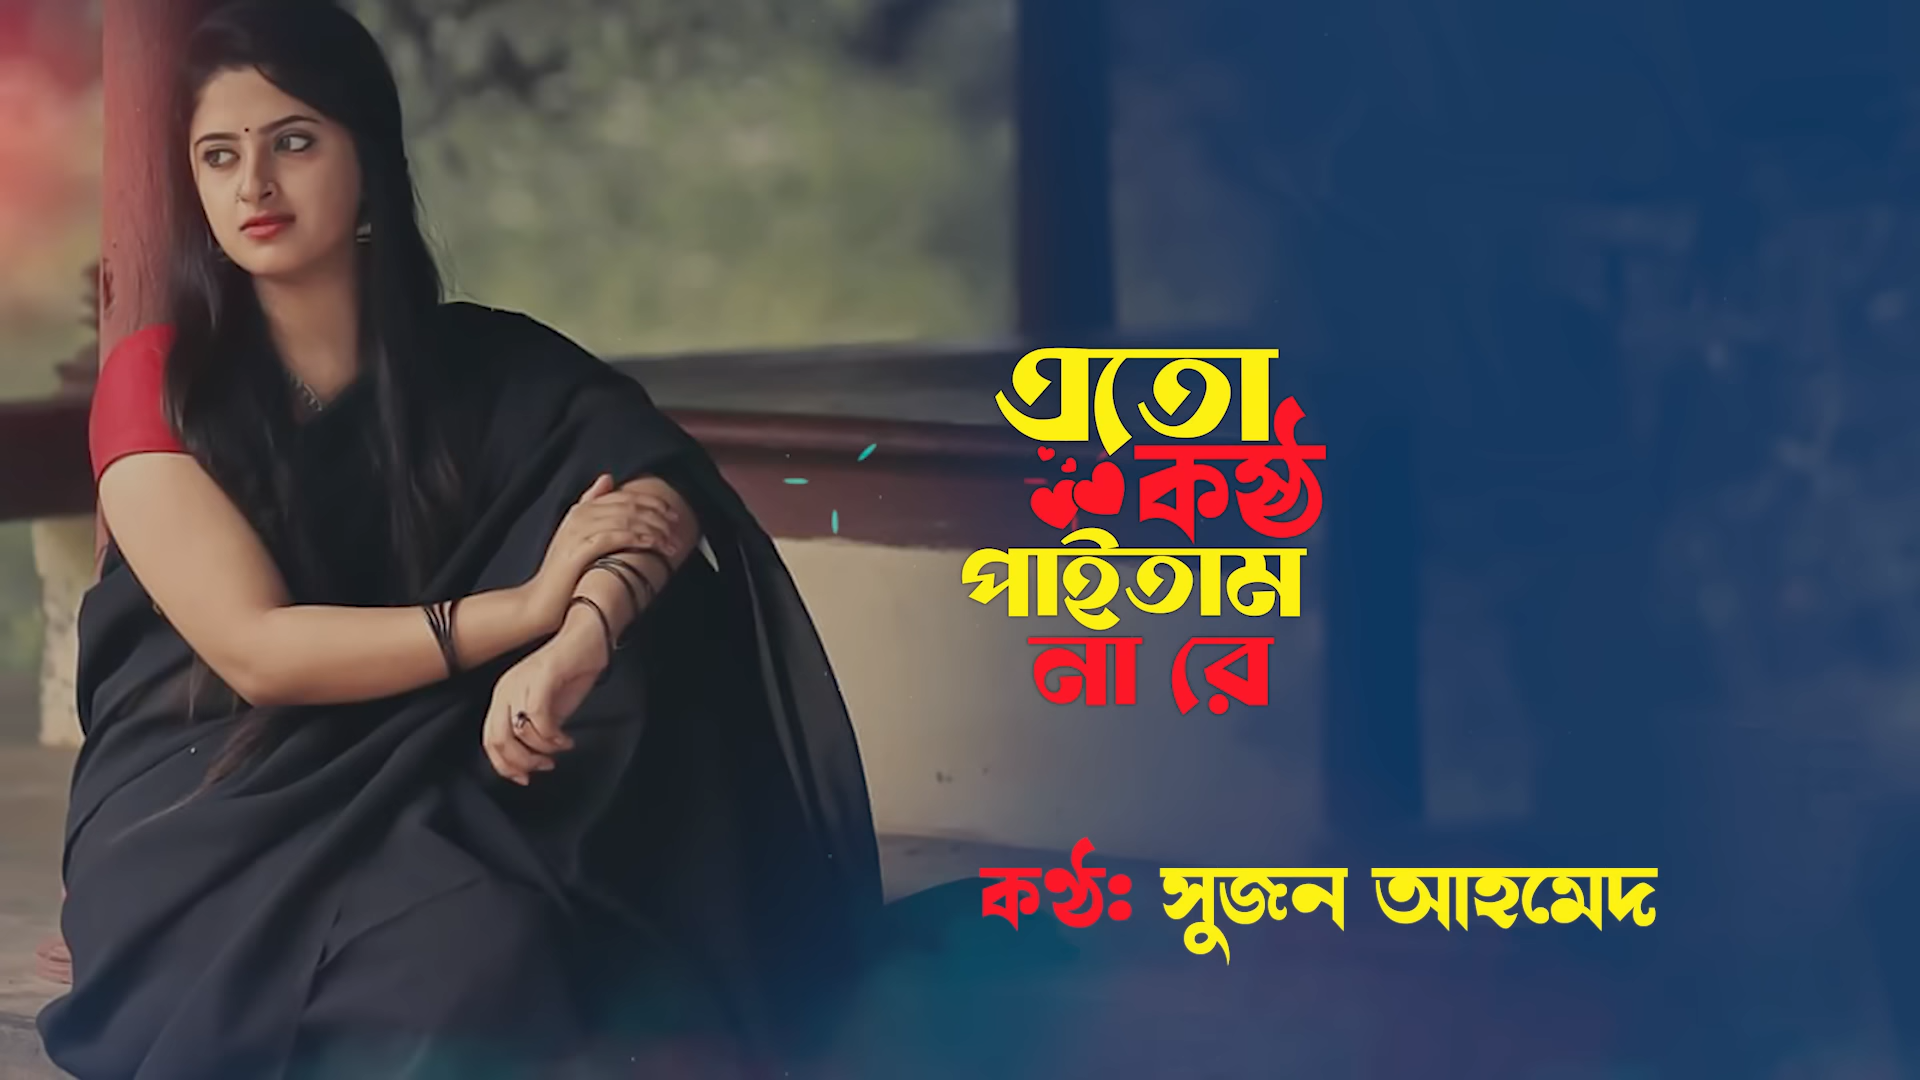 এতো
কষ্ঠ
পাইতাম
না রে
কণ্ঠঃ সুজন আহমেদ